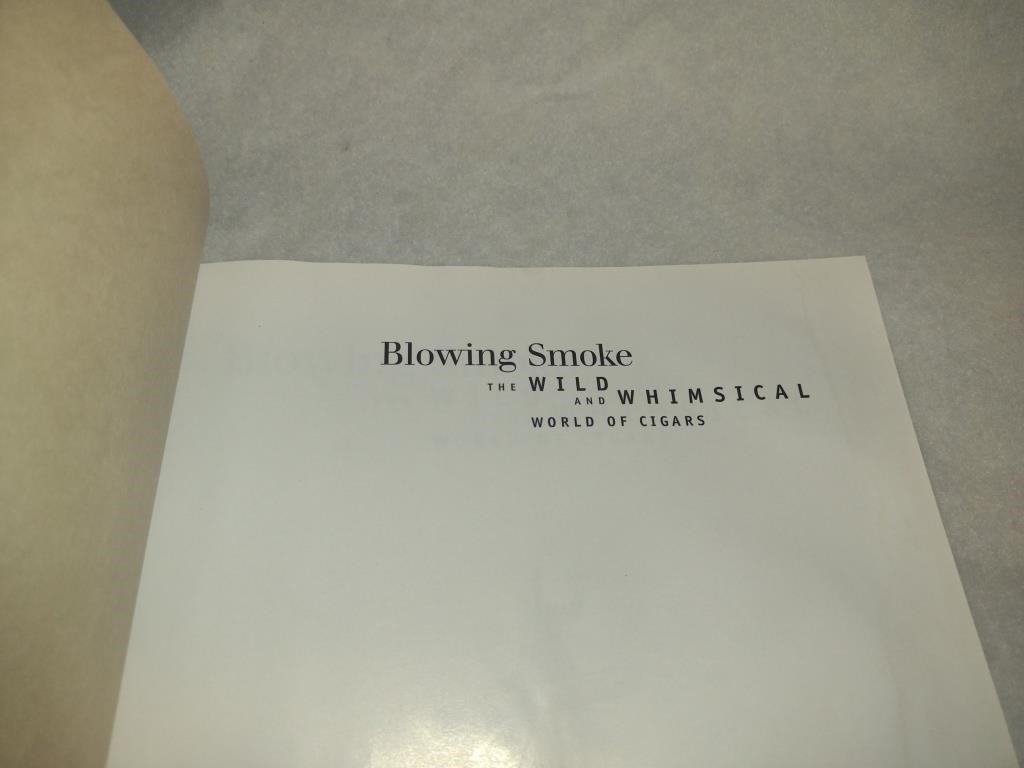 Blowing Smoke
THE WILD
AND WHIMSICAL
WORLD OF CIGARS